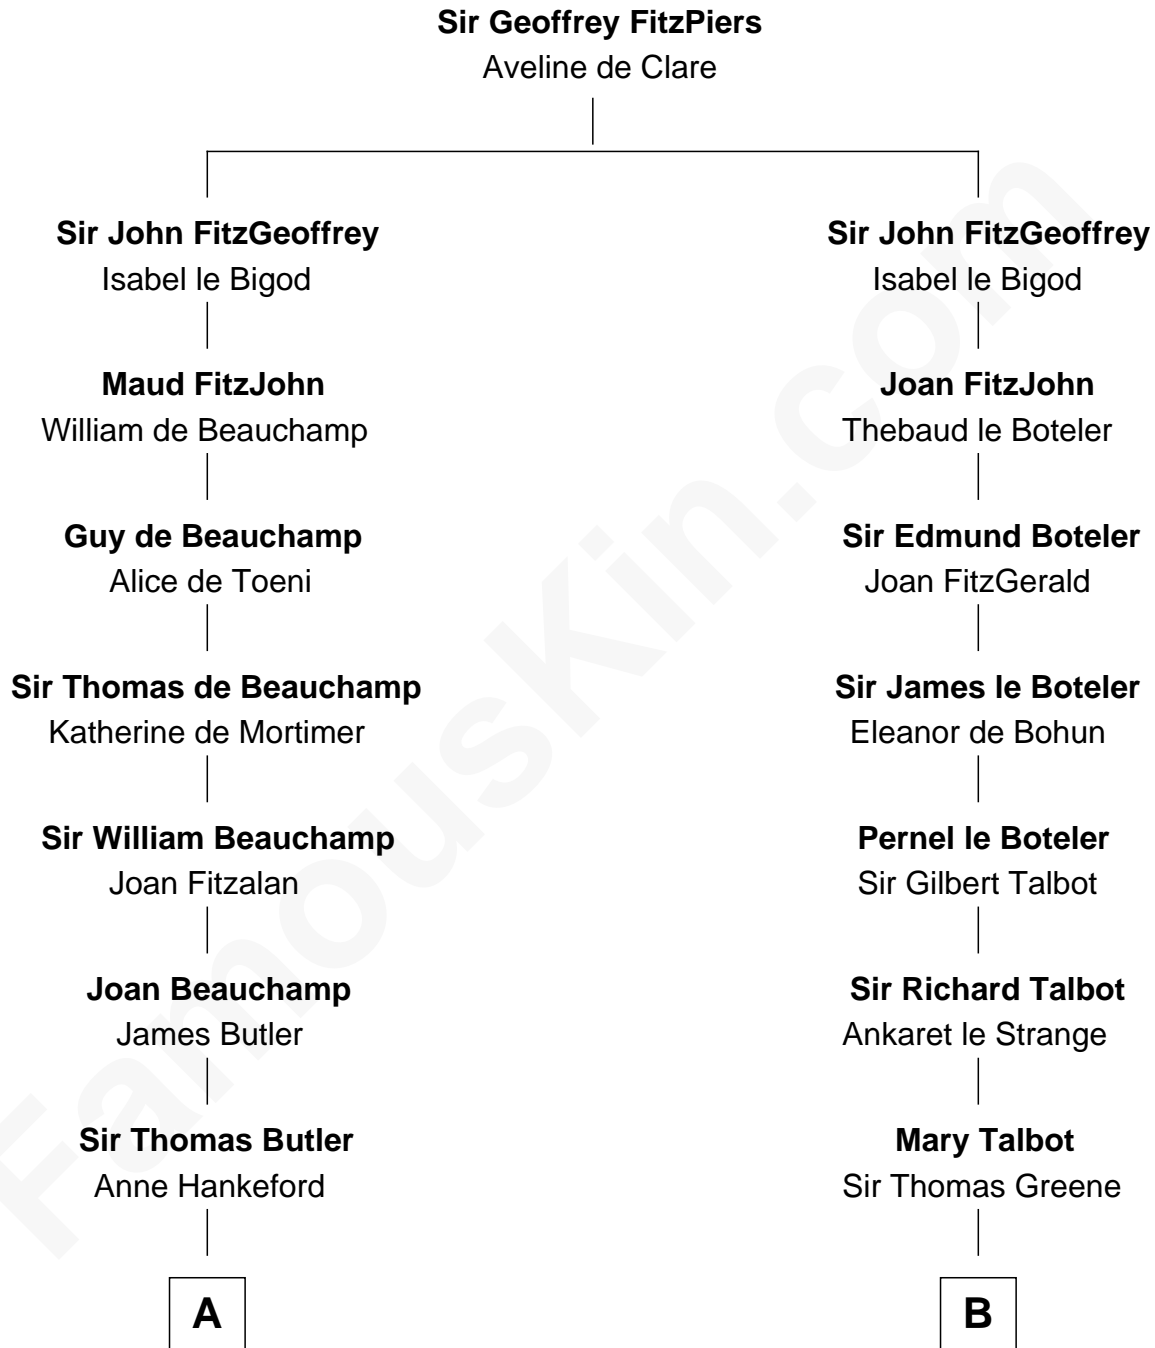 Sir Geoffrey FitzPiers
Aveline de Clare
Sir John FitzGeoffrey
Isabel le Bigod
Maud FitzJohn
William de Beauchamp
Guy de Beauchamp
Alice de Toeni
Sir Thomas de Beauchamp
Katherine de Mortimer
Sir William Beauchamp
Joan Fitzalan
Joan Beauchamp
James Butler
Sir Thomas Butler
Anne Hankeford
A
Sir John FitzGeoffrey
Isabel le Bigod
Joan FitzJohn
Thebaud le Boteler
Sir Edmund Boteler
Joan FitzGerald
Sir James le Boteler
Eleanor de Bohun
Pernel le Boteler
Sir Gilbert Talbot
Sir Richard Talbot
Ankaret le Strange
Mary Talbot
Sir Thomas Greene
B
FamousKin.com